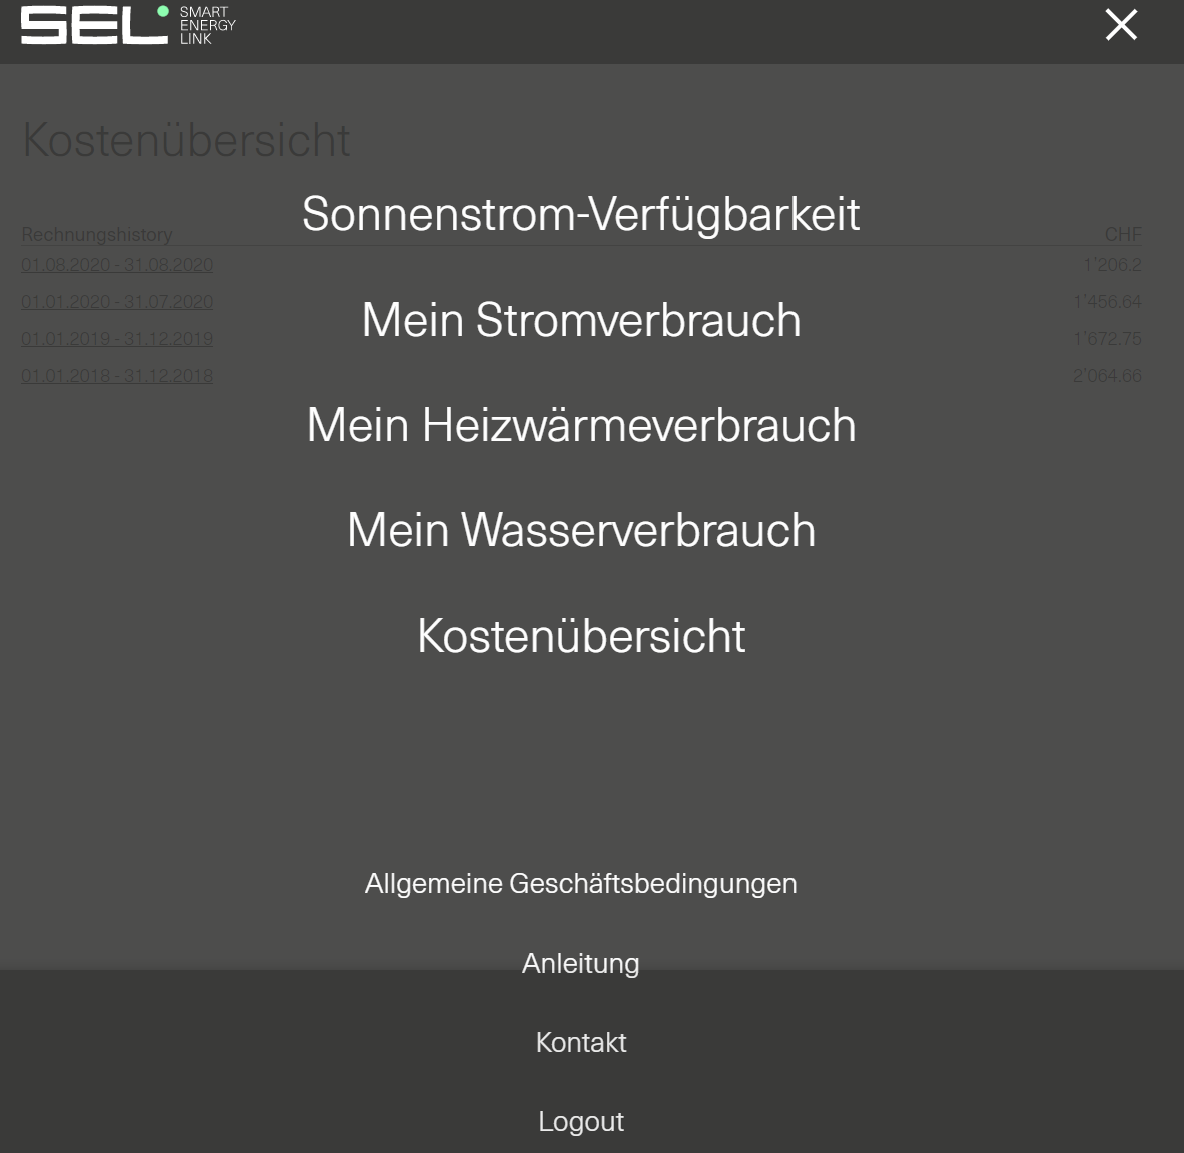 SEL
SMART
ENERGY
LINK
Kostenübersicht
Sonnenstrom-Verfügbarkeit
Rechnungshistory CHF
01.08.2020 - 31.08.2020 1'206.2
Mein Stromverbrauch
01.01.2020 - 31.07.2020 1'456.64
01.01.2019 - 31.12.2019 1'672.75
01.01.2018 - 31.12.2018 2'064.66
Mein Heizwärmeverbrauch
Mein Wasserverbrauch
Kostenübersicht
Allgemeine Geschäftsbedingungen
Anleitung
Kontakt
Logout